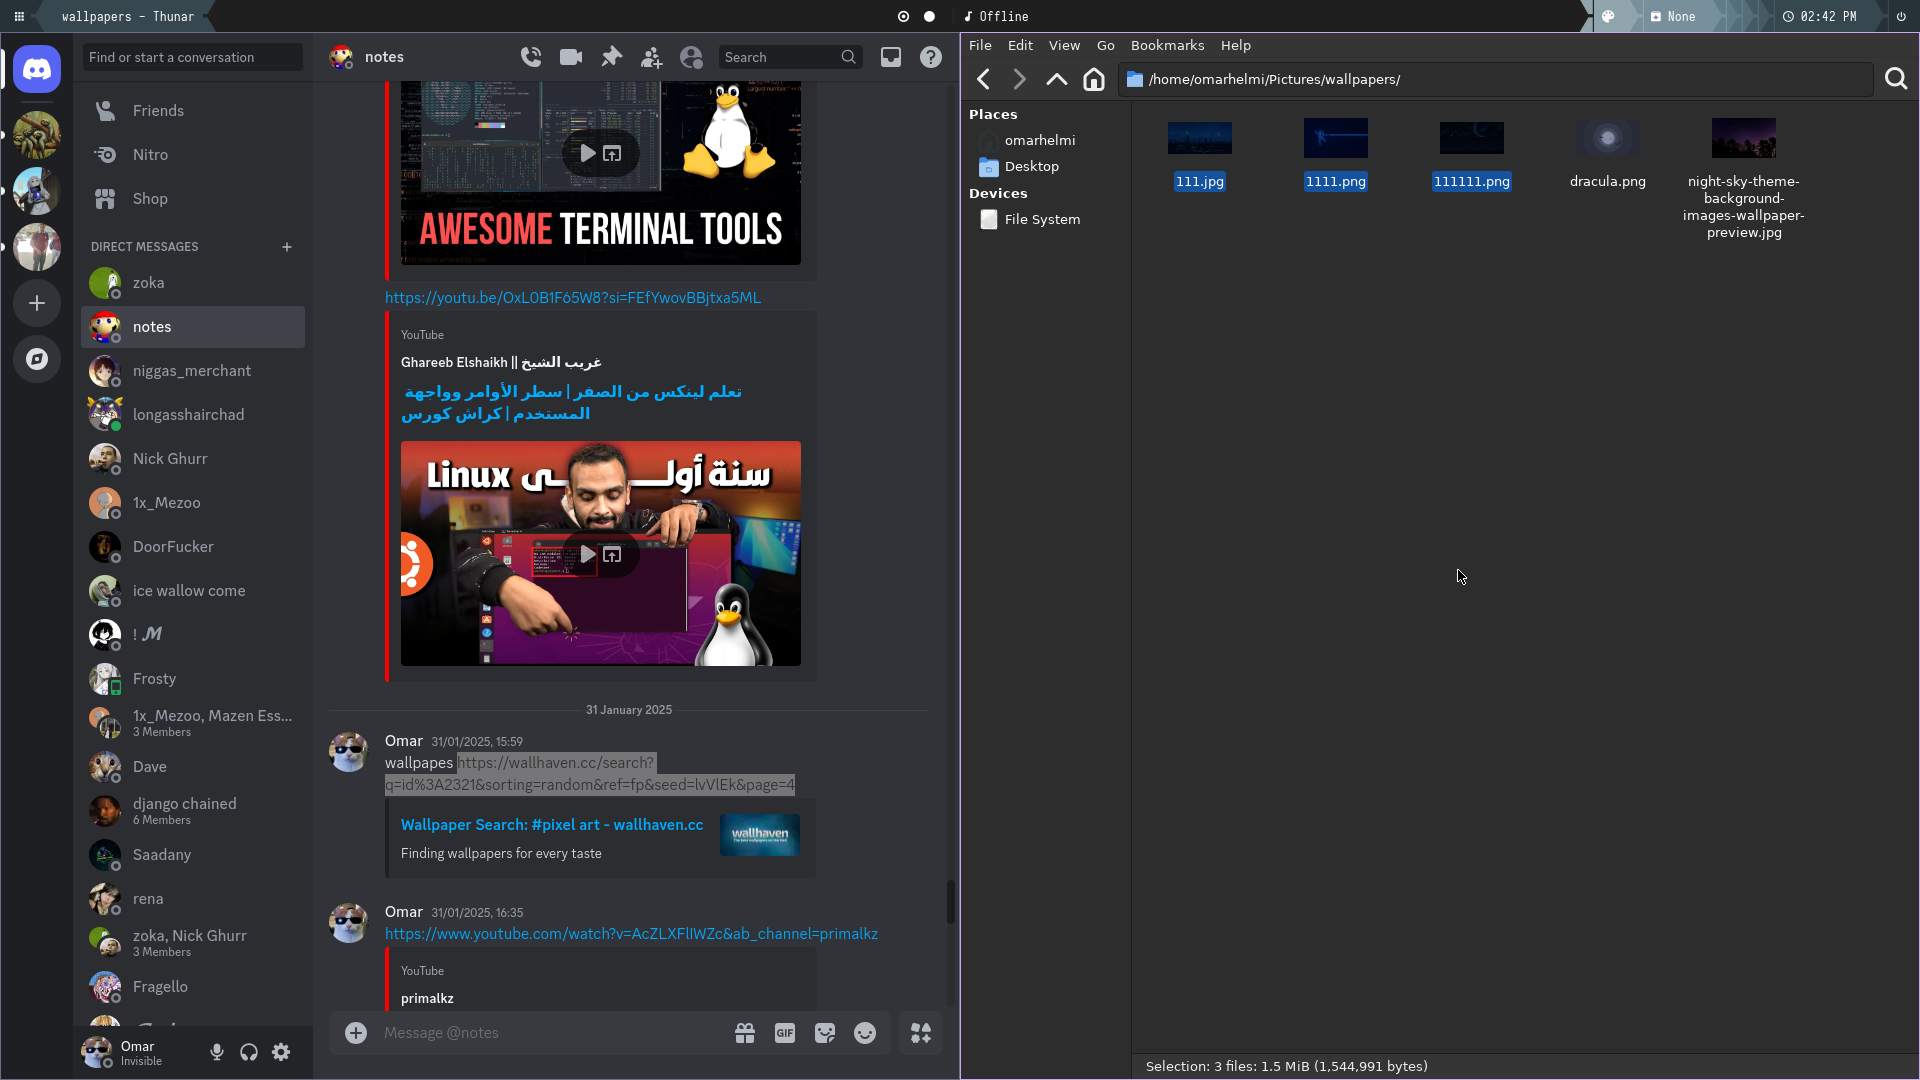 wallpapers - Thunar
Offline
None
02:42 PM
Find or start a conversation
Friends
Nitro
Shop
DIRECT MESSAGES
zoka
notes
niggas_merchant
longasshairchad
Nick Ghurr
1x_Mezoo
DoorFucker
ice wallow come
! ℳ
Frosty
1x_Mezoo, Mazen Ess...
3 Members
Dave
django chained
6 Members
Saadany
rena
zoka, Nick Ghurr
3 Members
Fragello
Omar
Invisible
notes
Search
AWESOME TERMINAL TOOLS
https://youtu.be/OxL0B1F65W8?si=FEfYwovBBjtxa5ML
YouTube
Ghareeb Elshaikh || غريب الشيخ
تعلم لينكس من الصفر | سطر الأوامر وواجهة
المستخدم | كراش كورس
سنة أولـــى Linux
31 January 2025
Omar 31/01/2025, 15:59
wallpapes https://wallhaven.cc/search?
q=id%3A2321&sorting=random&ref=fp&seed=lvVlEk&page=4
Wallpaper Search: #pixel art - wallhaven.cc
Finding wallpapers for every taste
wallhaven
Omar 31/01/2025, 16:35
https://www.youtube.com/watch?v=AcZLXFlIWZc&ab_channel=primalkz
YouTube
primalkz
Message @notes
GIF
File Edit View Go Bookmarks Help
/home/omarhelmi/Pictures/wallpapers/
Places
omarhelmi
Desktop
Devices
File System
111.jpg
1111.png
111111.png
dracula.png
night-sky-theme-
background-
images-wallpaper-
preview.jpg
Selection: 3 files: 1.5 MiB (1,544,991 bytes)